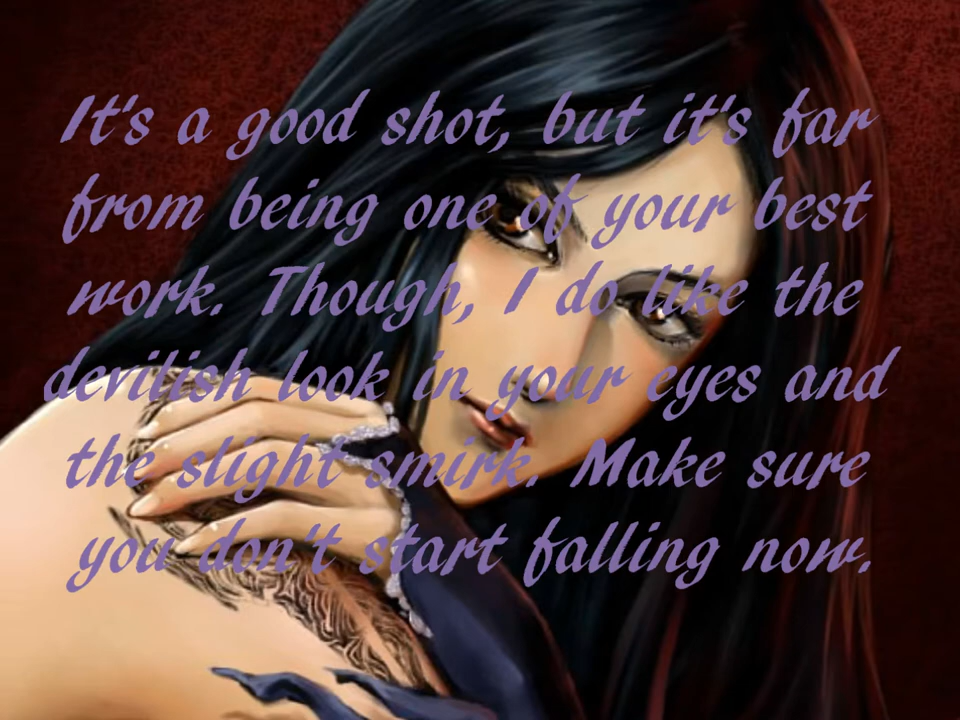 It's a good shot, but it's far
from being one of your best
work. Though, I do like the
devilish look in your eyes and
the slight smirk. Make sure
you don't start falling now.